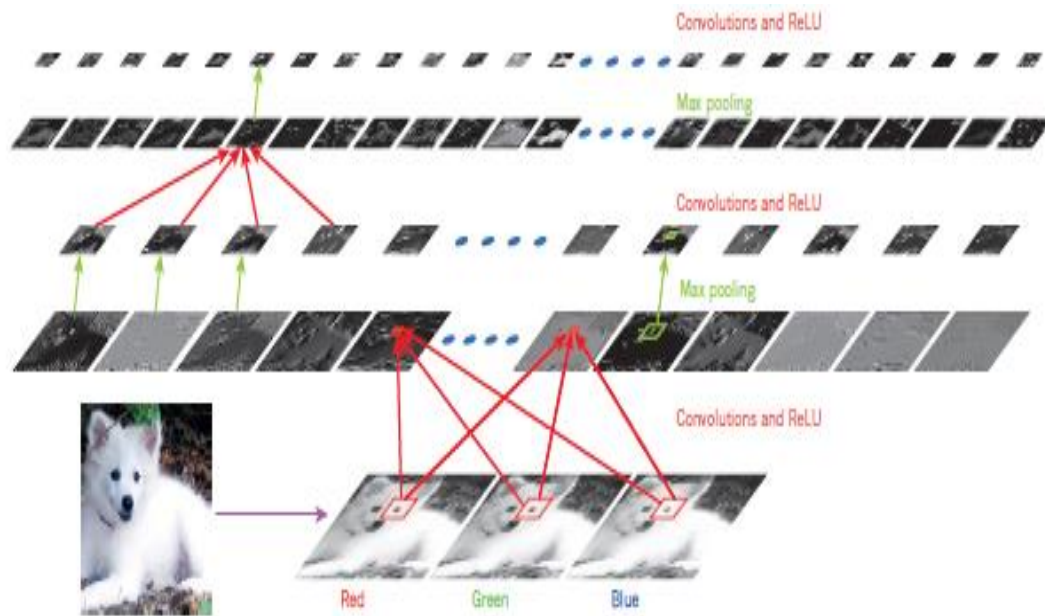 Convolutions and ReLU
Max pooling
Convolutions and ReLU
Max pooling
Convolutions and ReLU
Red
Green
Blue